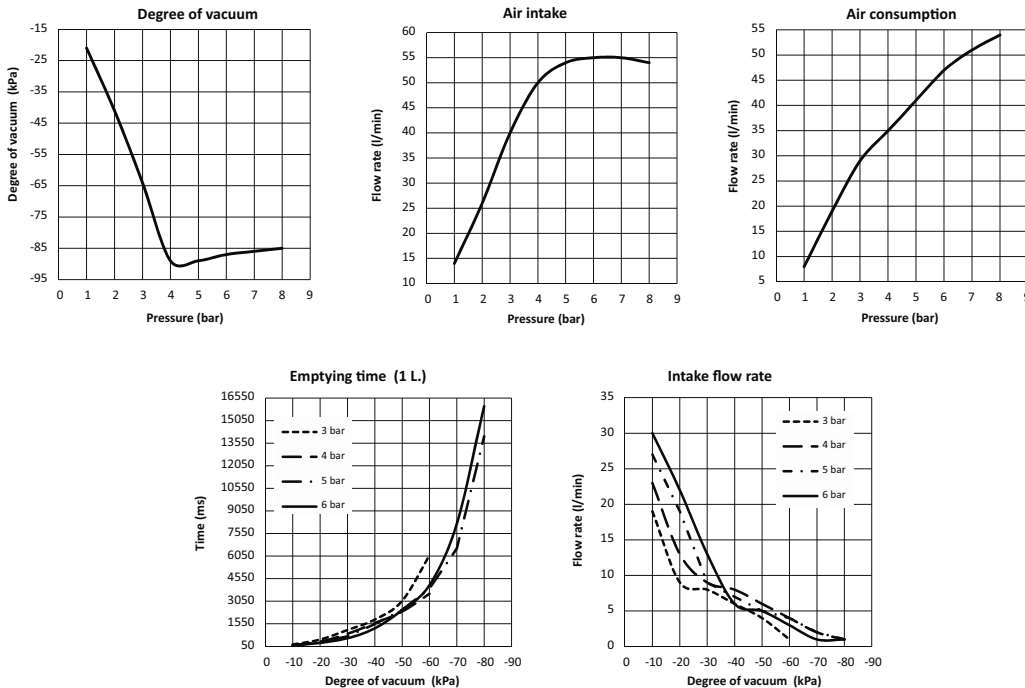 Degree of vacuum
Degree of vacuum (kPa)
-15
-25
-35
-45
-55
-65
-75
-85
-95
0 1 2 3 4 5 6 7 8 9
Pressure (bar)
Air intake
Flow rate (l/min)
60
55
50
45
40
35
30
25
20
15
10
0 1 2 3 4 5 6 7 8 9
Pressure (bar)
Air consumption
Flow rate (l/min)
55
50
45
40
35
30
25
20
15
10
5
0 1 2 3 4 5 6 7 8 9
Pressure (bar)
Emptying time (1 L.)
Time (ms)
16550
15050
13550
12050
10550
9050
7550
6050
4550
3050
1550
50
3 bar
4 bar
5 bar
6 bar
0 -10 -20 -30 -40 -50 -60 -70 -80 -90
Degree of vacuum (kPa)
Intake flow rate
Flow rate (l/min)
35
30
25
20
15
10
5
0
3 bar
4 bar
5 bar
6 bar
0 -10 -20 -30 -40 -50 -60 -70 -80 -90
Degree of vacuum (kPa)